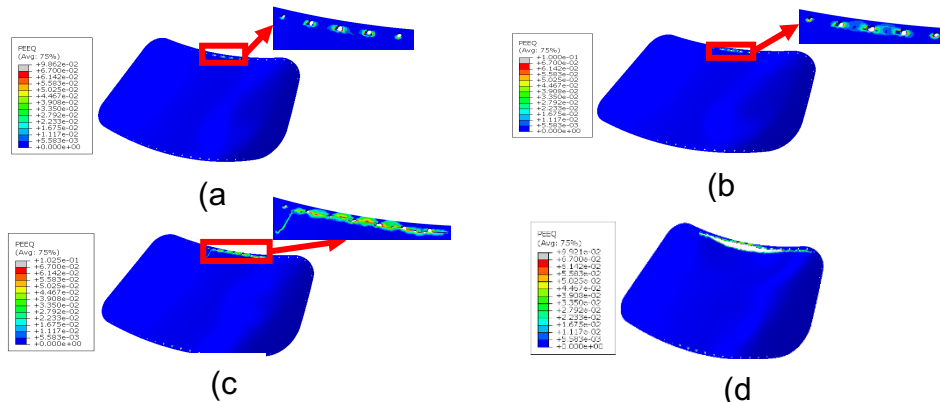 PEEQ
(Avg: 75%)
+9.862e-02
+6.700e-02
+6.142e-02
+5.583e-02
+5.025e-02
+4.467e-02
+3.908e-02
+3.350e-02
+2.792e-02
+2.233e-02
+1.675e-02
+1.117e-02
+5.583e-03
+0.000e+00
(a
PEEQ
(Avg: 75%)
+1.000e-01
+6.700e-02
+6.142e-02
+5.583e-02
+5.025e-02
+4.467e-02
+3.908e-02
+3.350e-02
+2.792e-02
+2.233e-02
+1.675e-02
+1.117e-02
+5.583e-03
+0.000e+00
(b
PEEQ
(Avg: 75%)
+1.025e-01
+6.700e-02
+6.142e-02
+5.583e-02
+5.025e-02
+4.467e-02
+3.908e-02
+3.350e-02
+2.792e-02
+2.233e-02
+1.675e-02
+1.117e-02
+5.583e-03
+0.000e+00
(c
PEEQ
(Avg: 75%)
+9.921e-02
+6.700e-02
+6.142e-02
+5.583e-02
+5.025e-02
+4.467e-02
+3.908e-02
+3.350e-02
+2.792e-02
+2.233e-02
+1.675e-02
+1.117e-02
+5.583e-03
+0.000e+00
(d